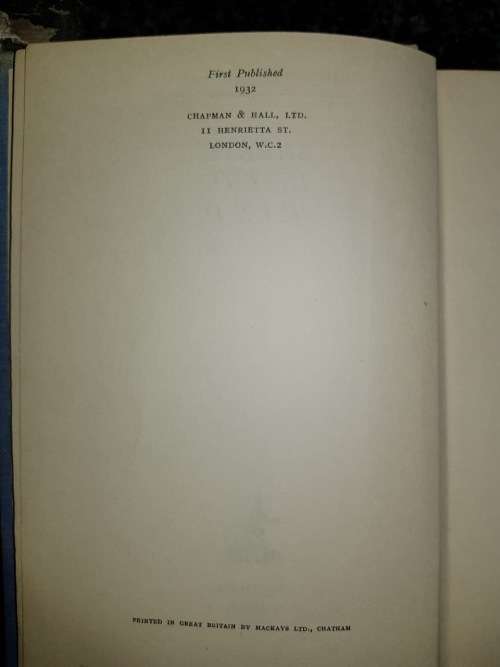 First Published
1932
CHAPMAN & HALL, LTD.
11 HENRIETTA ST.
LONDON, W.C.2
PRINTED IN GREAT BRITAIN BY MACKAYS LTD., CHATHAM